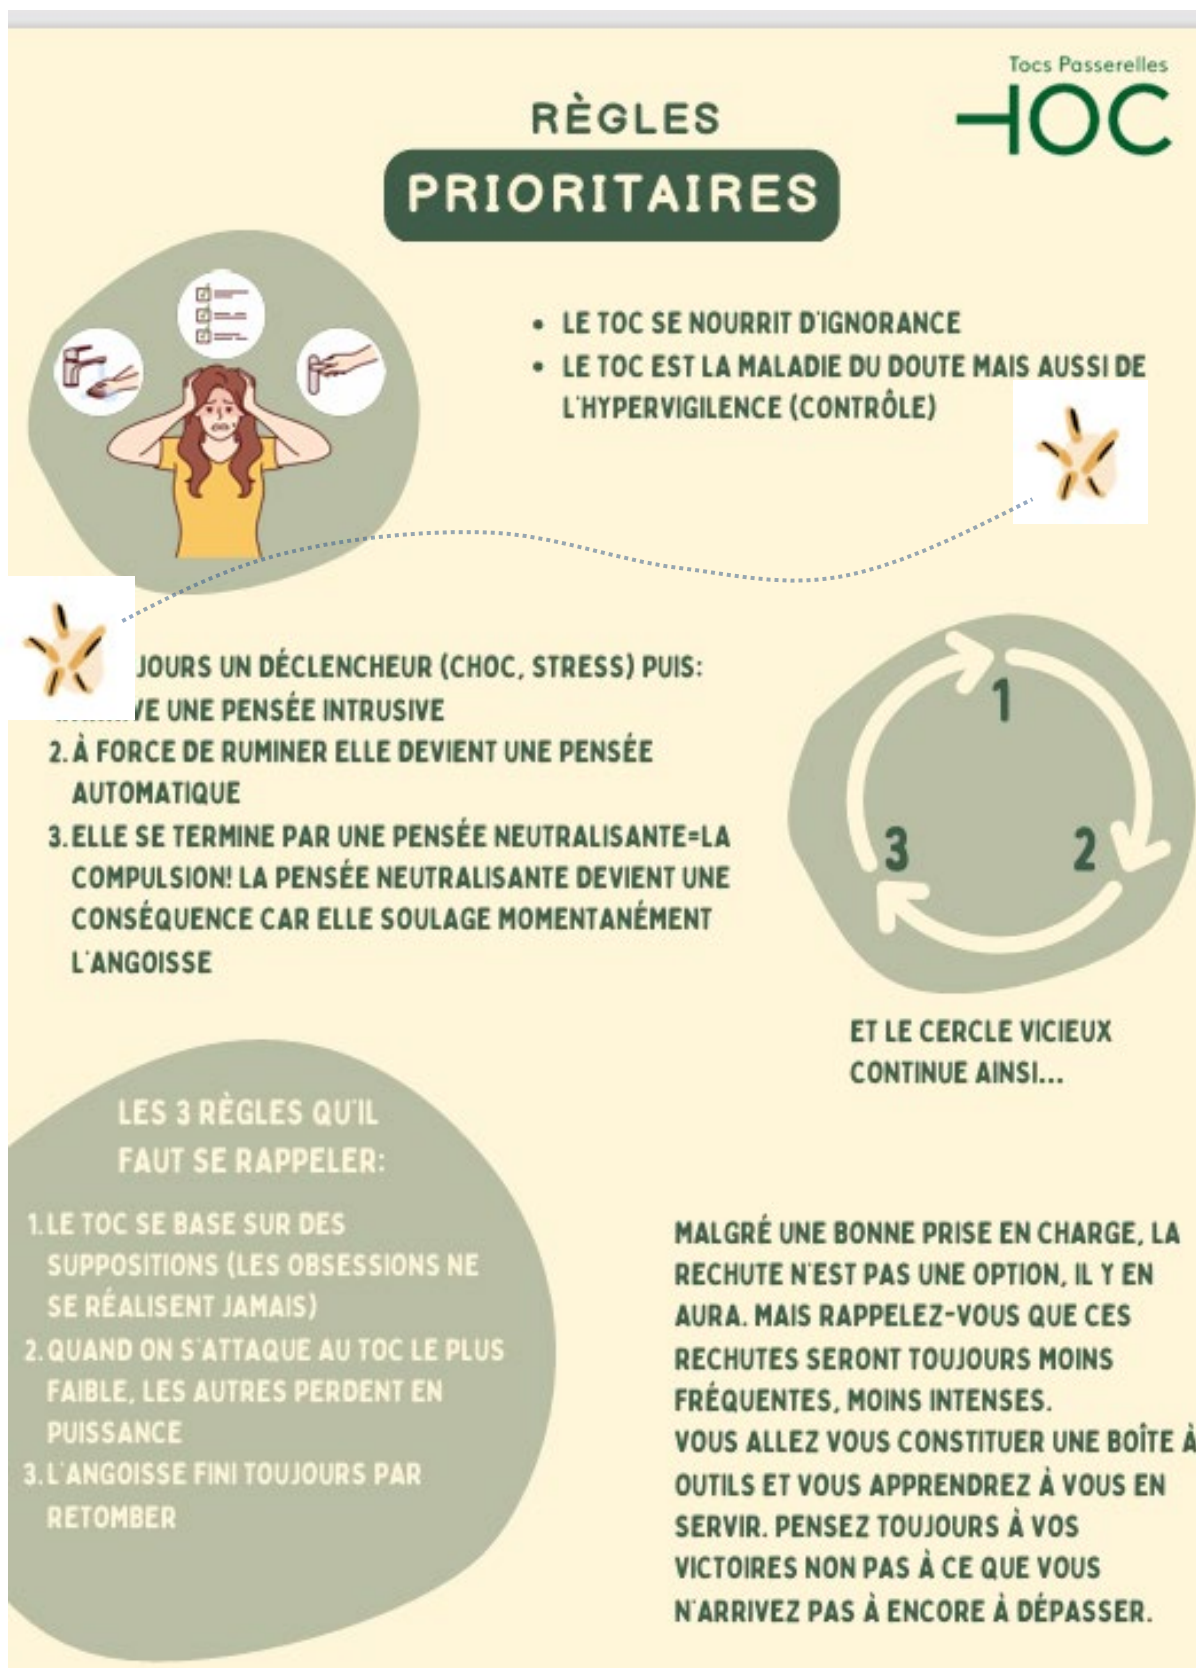 Tocs Passerelles
TOC
RÈGLES
PRIORITAIRES
• LE TOC SE NOURRIT D'IGNORANCE
• LE TOC EST LA MALADIE DU DOUTE MAIS AUSSI DE
L'HYPERVIGILENCE (CONTRÔLE)
JOURS UN DÉCLENCHEUR (CHOC, STRESS) PUIS:
VE UNE PENSÉE INTRUSIVE
2. À FORCE DE RUMINER ELLE DEVIENT UNE PENSÉE
AUTOMATIQUE
3. ELLE SE TERMINE PAR UNE PENSÉE NEUTRALISANTE=LA
COMPULSION! LA PENSÉE NEUTRALISANTE DEVIENT UNE
CONSÉQUENCE CAR ELLE SOULAGE MOMENTANÉMENT
L'ANGOISSE
1
2
3
ET LE CERCLE VICIEUX
CONTINUE AINSI...
LES 3 RÈGLES QU'IL
FAUT SE RAPPELER:
1. LE TOC SE BASE SUR DES
SUPPOSITIONS (LES OBSESSIONS NE
SE RÉALISENT JAMAIS)
2. QUAND ON S'ATTAQUE AU TOC LE PLUS
FAIBLE, LES AUTRES PERDENT EN
PUISSANCE
3. L'ANGOISSE FINI TOUJOURS PAR
RETOMBER
MALGRÉ UNE BONNE PRISE EN CHARGE, LA
RECHUTE N'EST PAS UNE OPTION, IL Y EN
AURA. MAIS RAPPELEZ-VOUS QUE CES
RECHUTES SERONT TOUJOURS MOINS
FRÉQUENTES, MOINS INTENSES.
VOUS ALLEZ VOUS CONSTITUER UNE BOÎTE À
OUTILS ET VOUS APPRENDREZ À VOUS EN
SERVIR. PENSEZ TOUJOURS À VOS
VICTOIRES NON PAS À CE QUE VOUS
N'ARRIVEZ PAS À ENCORE À DÉPASSER.